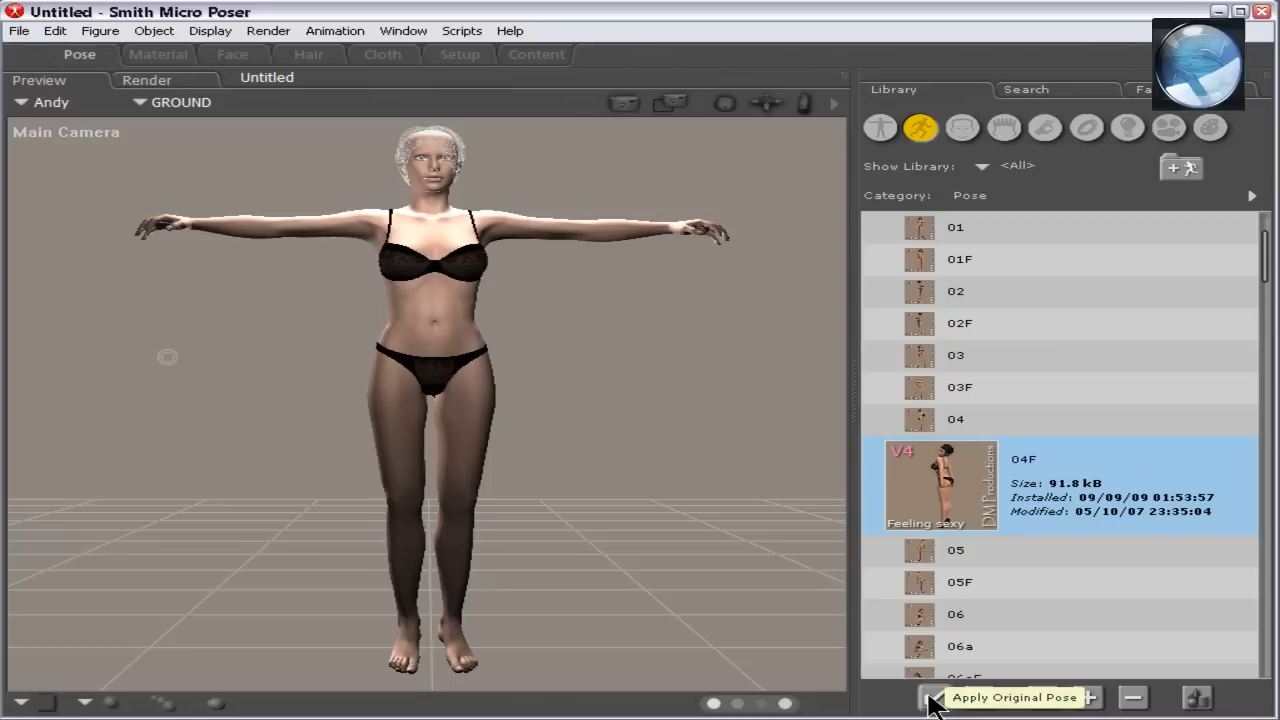 Untitled - Smith Micro Poser
File Edit Figure Object Display Render Animation Window Scripts Help
Pose Material Face Hair Cloth Setup Content
Preview Render Untitled
Andy GROUND
Main Camera
Library Search
Show Library: <All>
Category: Pose
01
01F
02
02F
03
03F
04
V4
DM Productions
Feeling sexy
04F
Size: 91.8 kB
Installed: 09/09/09 01:53:57
Modified: 05/10/07 23:35:04
05
05F
06
06a
Apply Original Pose